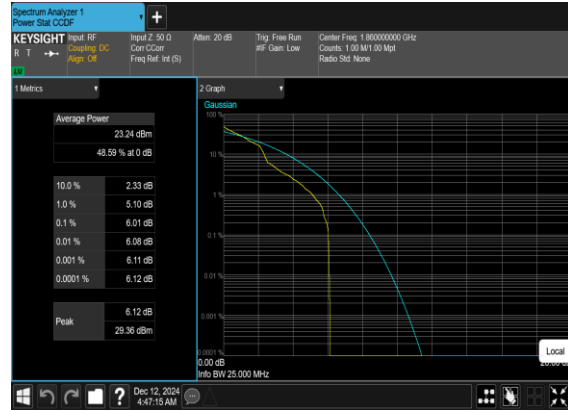 Spectrum Analyzer 1
Power Stat CCDF
KEYSIGHT
R T
LM
Input: RF
Coupling: DC
Align: Off
Input Z: 50 Ω
Corr CCorr
Freq Ref: Int (S)
Atten: 20 dB
Trig: Free Run
#IF Gain: Low
Center Freq: 1.860000000 GHz
Counts: 1.00 M/1.00 Mpt
Radio Std: None
1 Metrics
Average Power
23.24 dBm
48.59 % at 0 dB
10.0 % 2.33 dB
1.0 % 5.10 dB
0.1 % 6.01 dB
0.01 % 6.08 dB
0.001 % 6.11 dB
0.0001 % 6.12 dB
Peak
6.12 dB
29.36 dBm
2 Graph
Gaussian
100 %
10 %
1 %
0.1 %
0.01 %
0.001 %
0.0001 %
0.00 dB
Info BW 25.000 MHz
Local
?
Dec 12, 2024
4:47:15 AM